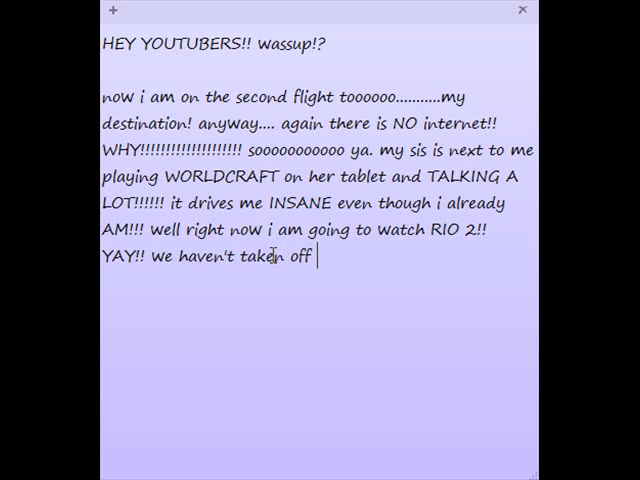 HEY YOUTUBERS!! wassup!?
now i am on the second flight toooooo...........my
destination! anyway.... again there is NO internet!!
WHY!!!!!!!!!!!!!!!!!!!! soooooooooooo ya. my sis is next to me
playing WORLDCRAFT on her tablet and TALKING A
LOT!!!!!! it drives me INSANE even though i already
AM!!! well right now i am going to watch RIO 2!!
YAY!! we haven't taken off